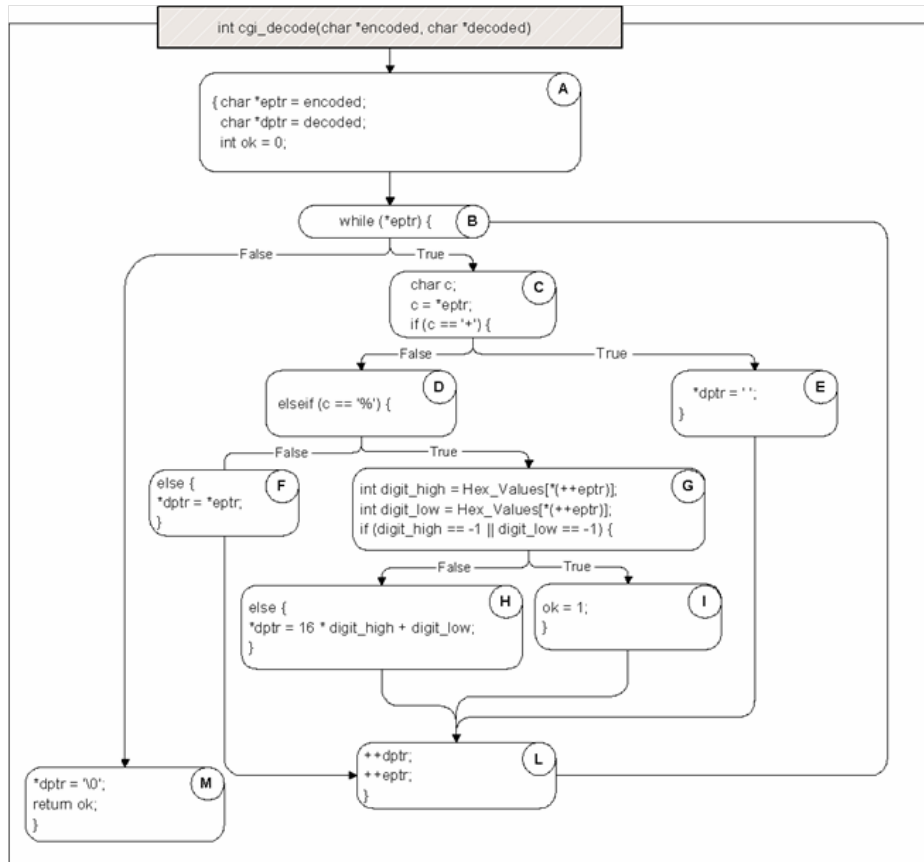 int cgi_decode(char *encoded, char *decoded)
A
{ char *eptr = encoded;
char *dptr = decoded;
int ok = 0;
while (*eptr) {
B
False
True
char c;
C
c = *eptr;
if (c == '+') {
False
True
D
elseif (c == '%') {
E
*dptr = ' ';
}
False
True
else {
F
*dptr = *eptr;
}
int digit_high = Hex_Values[*(++eptr)];
G
int digit_low = Hex_Values[*(++eptr)];
if (digit_high == -1 || digit_low == -1) {
False
True
else {
H
*dptr = 16 * digit_high + digit_low;
}
ok = 1;
I
}
++dptr;
L
++eptr;
}
*dptr = '\0';
M
return ok;
}